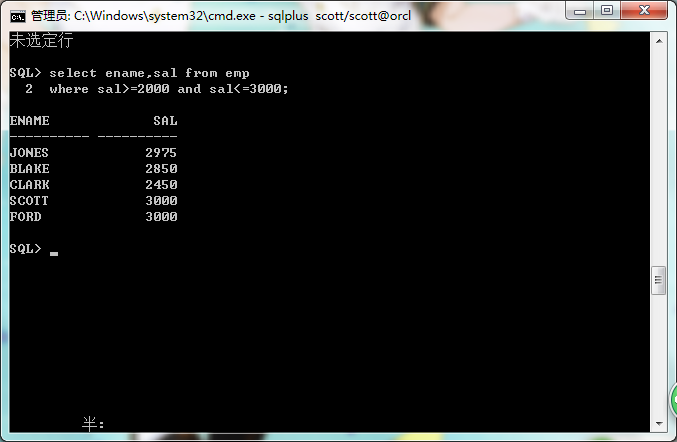 管理员: C:\Windows\system32\cmd.exe - sqlplus  scott/scott@orcl
未选定行
SQL> select ename,sal from emp
  2  where sal>=2000 and sal<=3000;
ENAME             SAL
---------- ----------
JONES            2975
BLAKE            2850
CLARK            2450
SCOTT            3000
FORD             3000
SQL>
半: